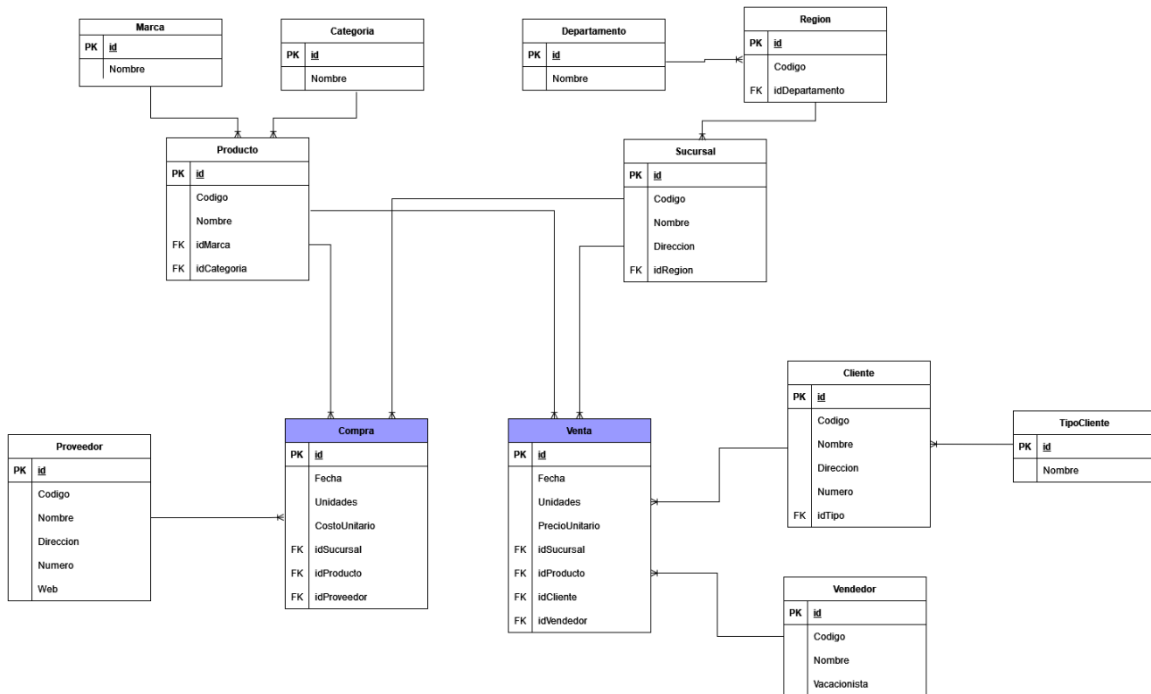 Marca
PK id
Nombre
Categoria
PK id
Nombre
Departamento
PK id
Nombre
Region
PK id
Codigo
FK idDepartamento
Producto
PK id
Codigo
Nombre
FK idMarca
FK idCategoria
Sucursal
PK id
Codigo
Nombre
Direccion
FK idRegion
Proveedor
PK id
Codigo
Nombre
Direccion
Numero
Web
Compra
PK id
Fecha
Unidades
CostoUnitario
FK idSucursal
FK idProducto
FK idProveedor
Venta
PK id
Fecha
Unidades
PrecioUnitario
FK idSucursal
FK idProducto
FK idCliente
FK idVendedor
Cliente
PK id
Codigo
Nombre
Direccion
Numero
FK idTipo
TipoCliente
PK id
Nombre
Vendedor
PK id
Codigo
Nombre
Vacacionista